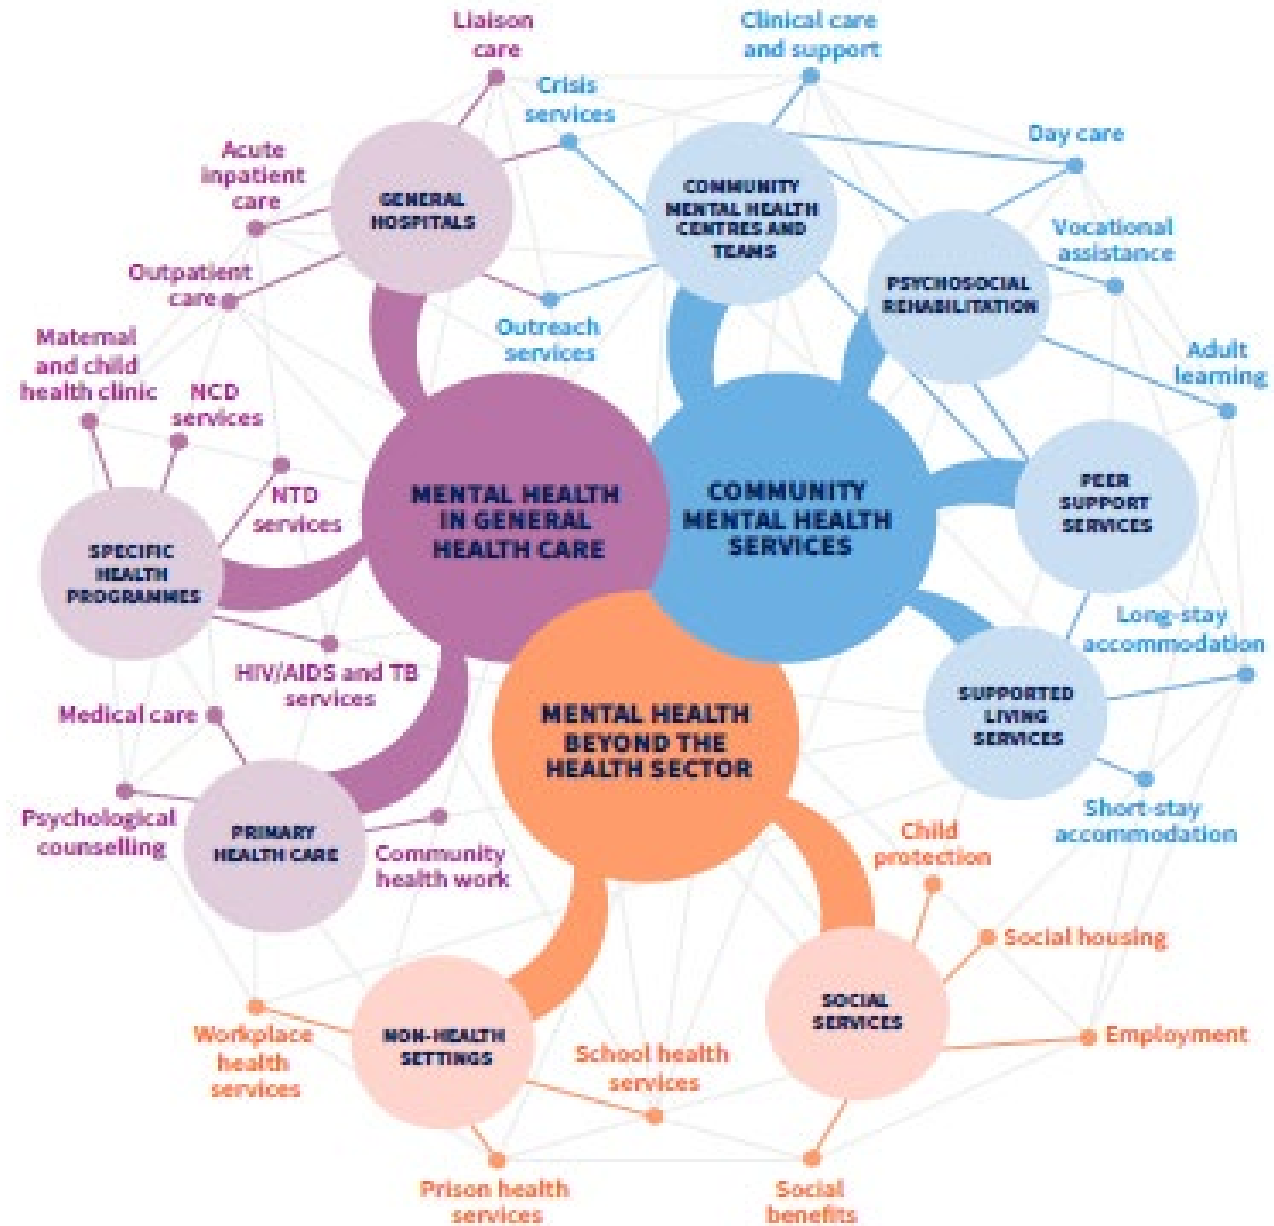 Liaison
care
Clinical care
and support
Crisis
services
Day care
Acute
inpatient
care
GENERAL
HOSPITALS
COMMUNITY
MENTAL HEALTH
CENTRES AND
TEAMS
Vocational
assistance
Outpatient
care
PSYCHOSOCIAL
REHABILITATION
Outreach
services
Maternal
and child
health clinic
NCD
services
Adult
learning
NTD
services
MENTAL HEALTH
IN GENERAL
HEALTH CARE
COMMUNITY
MENTAL HEALTH
SERVICES
PEER
SUPPORT
SERVICES
SPECIFIC
HEALTH
PROGRAMMES
Long-stay
accommodation
HIV/AIDS and TB
services
Medical care
MENTAL HEALTH
BEYOND THE
HEALTH SECTOR
SUPPORTED
LIVING
SERVICES
Psychological
counselling
PRIMARY
HEALTH CARE
Community
health work
Short-stay
accommodation
Child
protection
Social housing
Workplace
health
services
NON-HEALTH
SETTINGS
School health
services
SOCIAL
SERVICES
Employment
Prison health
services
Social
benefits